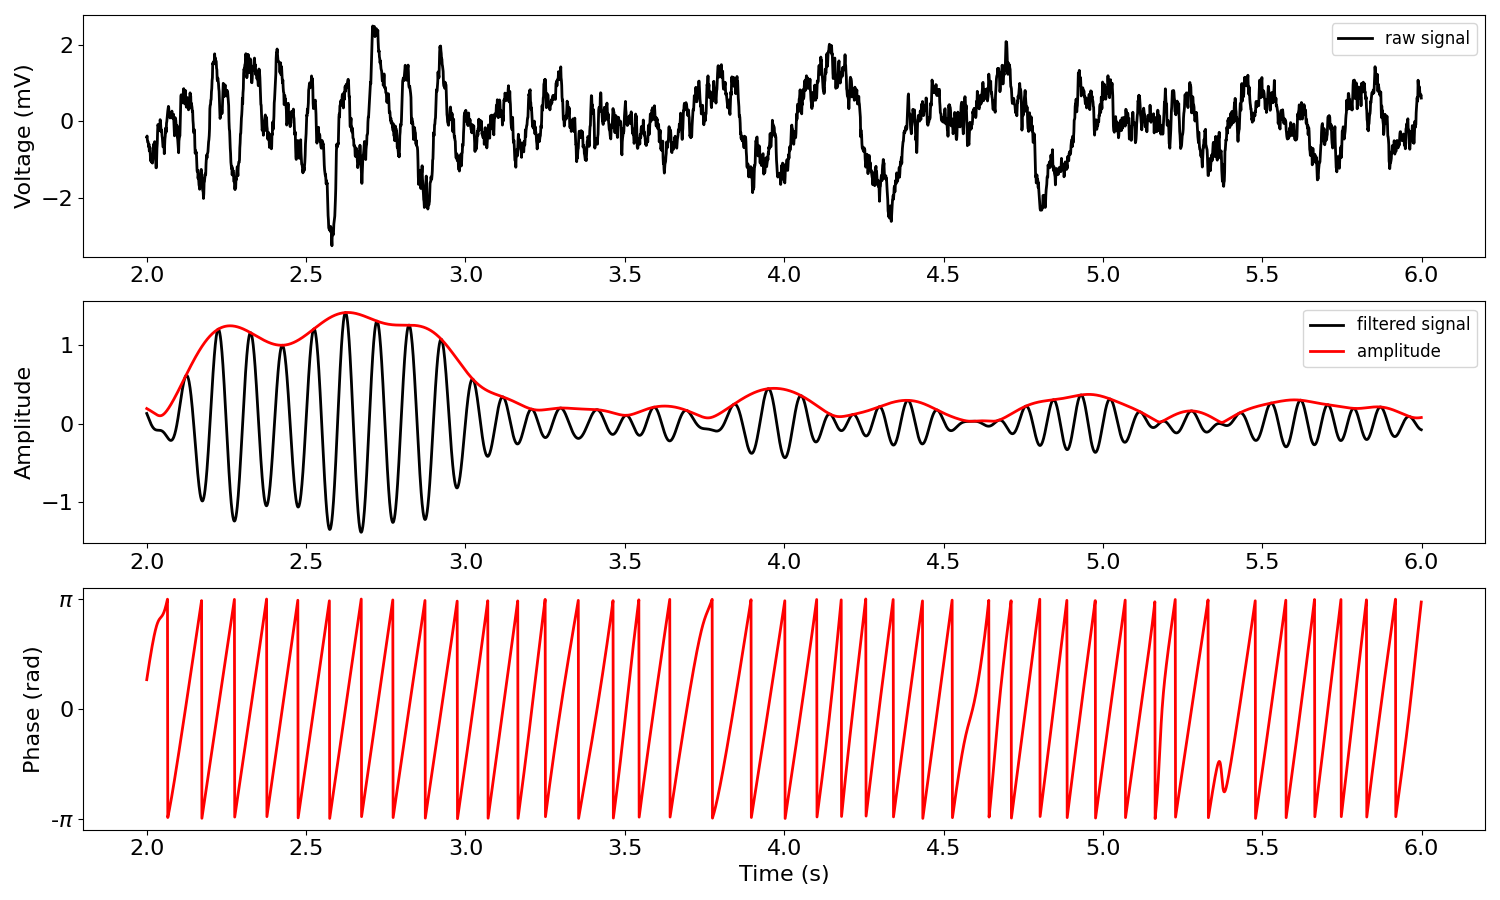 raw signal
Voltage (mV)
2
0
−2
2.0 2.5 3.0 3.5 4.0 4.5 5.0 5.5 6.0
filtered signal
amplitude
Amplitude
1
0
−1
2.0 2.5 3.0 3.5 4.0 4.5 5.0 5.5 6.0
Phase (rad)
π
0
-π
2.0 2.5 3.0 3.5 4.0 4.5 5.0 5.5 6.0
Time (s)